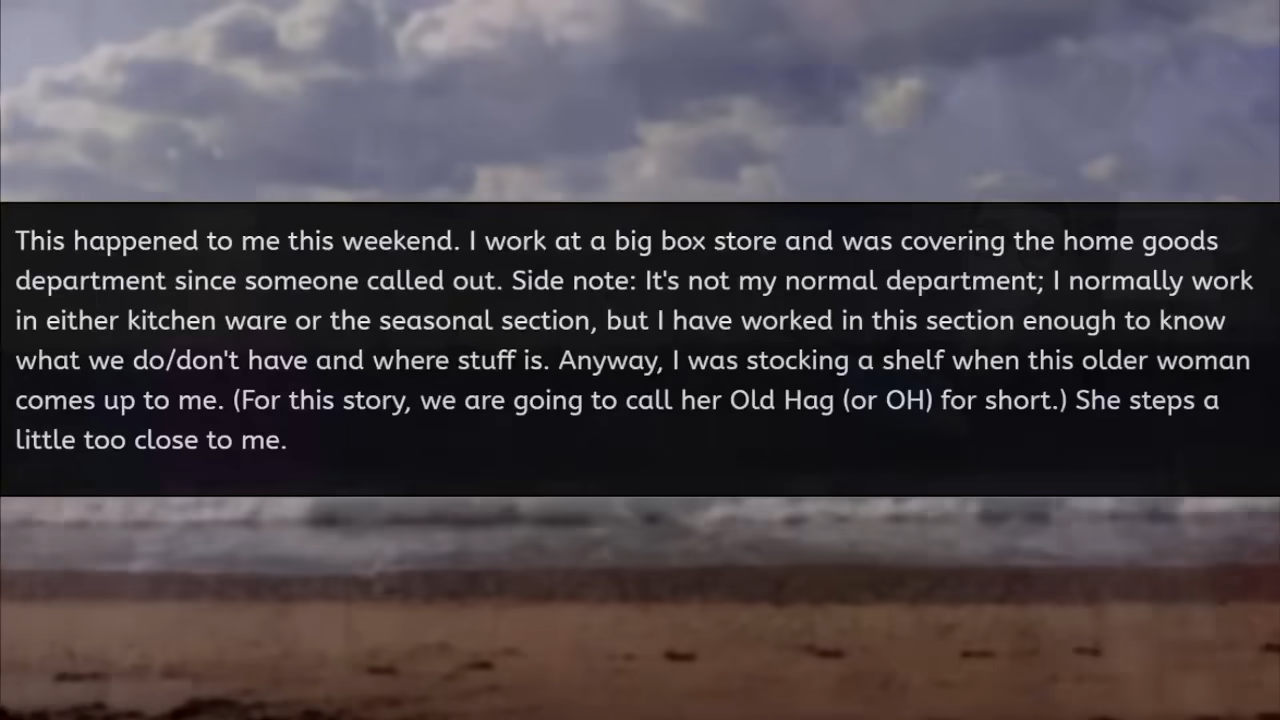 This happened to me this weekend. I work at a big box store and was covering the home goods
department since someone called out. Side note: It's not my normal department; I normally work
in either kitchen ware or the seasonal section, but I have worked in this section enough to know
what we do/don't have and where stuff is. Anyway, I was stocking a shelf when this older woman
comes up to me. (For this story, we are going to call her Old Hag (or OH) for short.) She steps a
little too close to me.